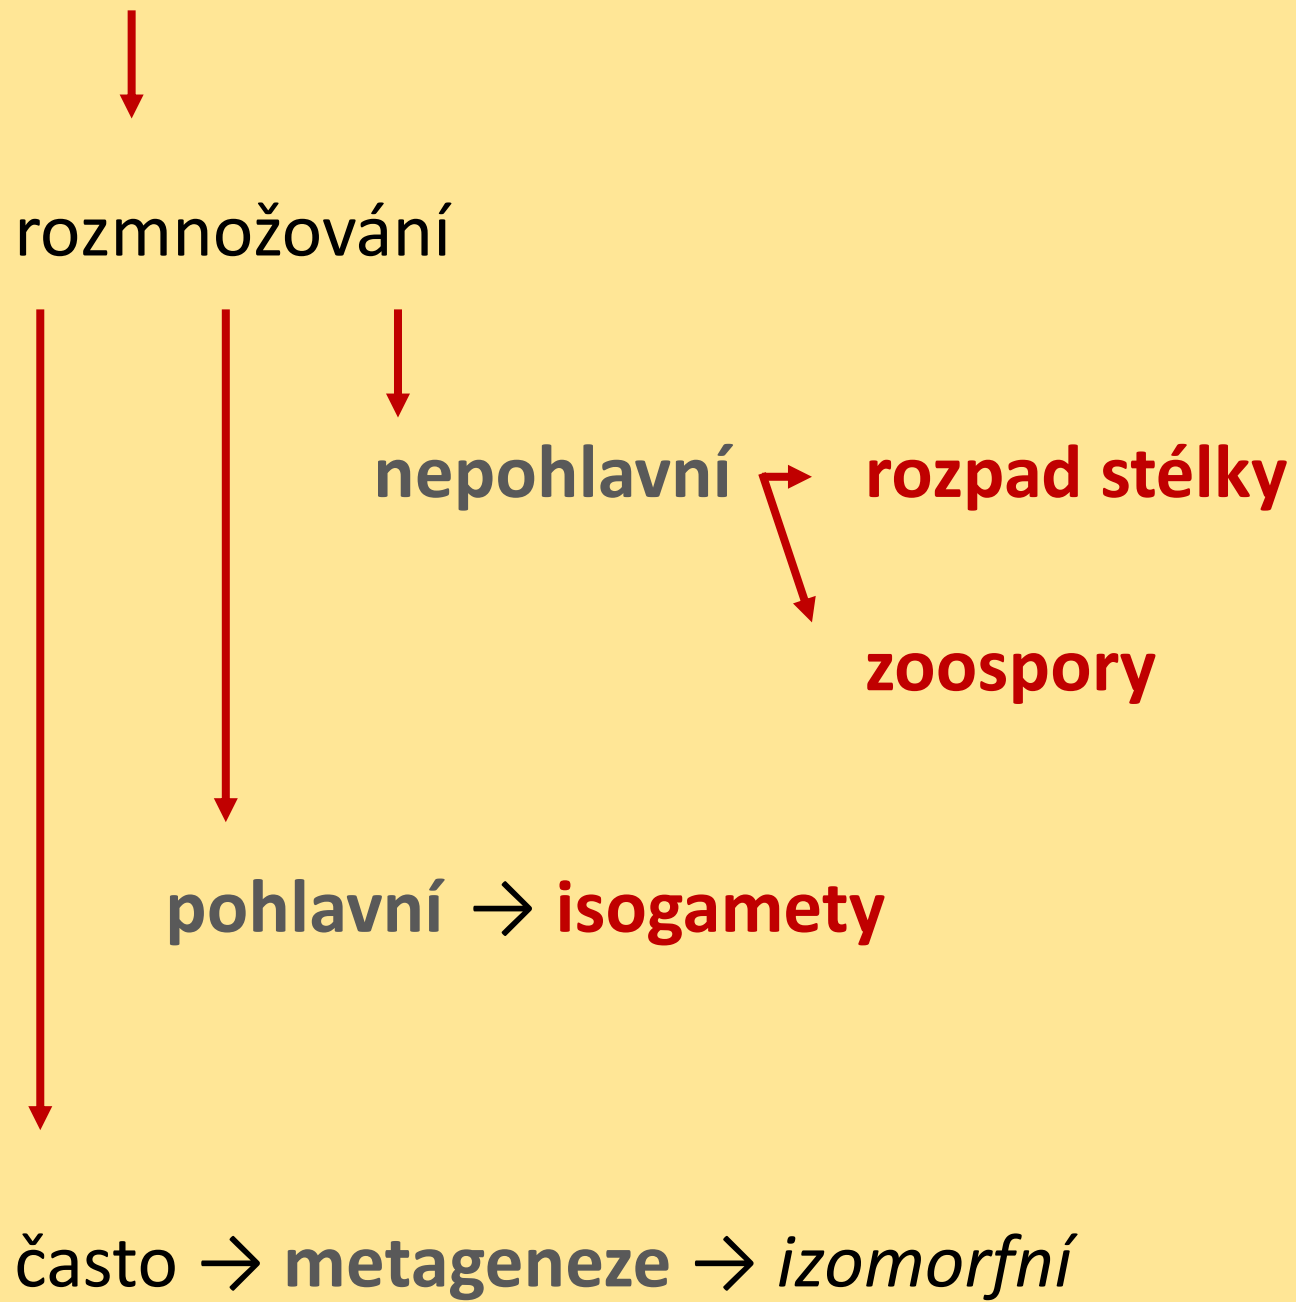 rozmnožování
nepohlavní rozpad stélky
zoospory
pohlavní → isogamety
často → metageneze → izomorfní